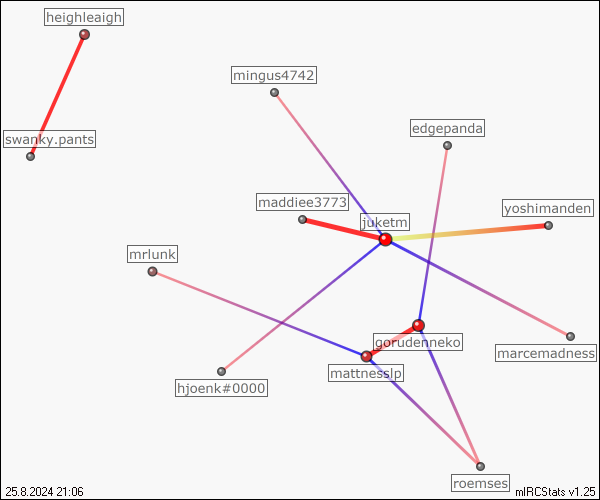 heighleaigh
mingus4742
edgepanda
swanky.pants
maddiee3773
yoshimanden
juketm
mrlunk
gorudenneko
marcemadness
mattnesslp
hjoenk#0000
roemses
25.8.2024 21:06
mIRCStats v1.25